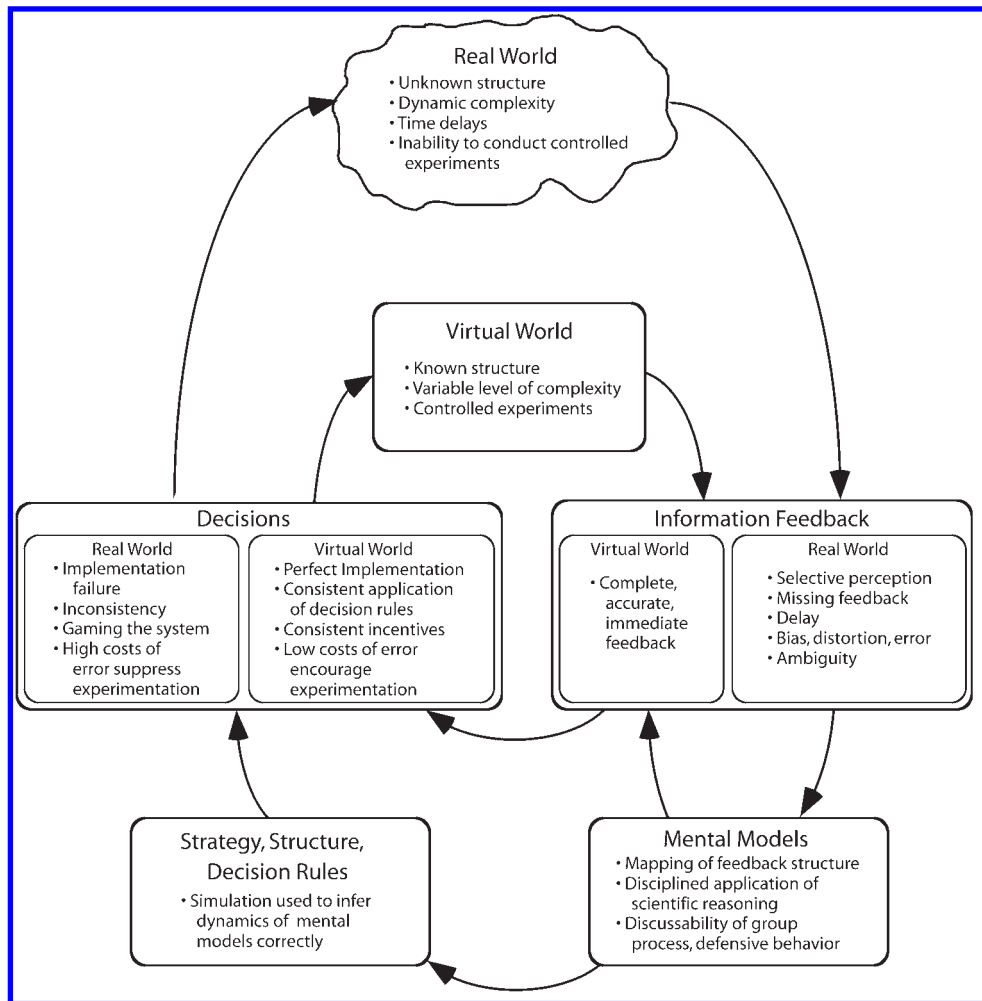 Real World
• Unknown structure
• Dynamic complexity
• Time delays
• Inability to conduct controlled
experiments
Virtual World
• Known structure
• Variable level of complexity
• Controlled experiments
Decisions
Real World
• Implementation
failure
• Inconsistency
• Gaming the system
• High costs of
error suppress
experimentation
Virtual World
• Perfect Implementation
• Consistent application
of decision rules
• Consistent incentives
• Low costs of error
encourage
experimentation
Information Feedback
Virtual World
• Complete,
accurate,
immediate
feedback
Real World
• Selective perception
• Missing feedback
• Delay
• Bias, distortion, error
• Ambiguity
Strategy, Structure,
Decision Rules
• Simulation used to infer
dynamics of mental
models correctly
Mental Models
• Mapping of feedback structure
• Disciplined application of
scientific reasoning
• Discussability of group
process, defensive behavior